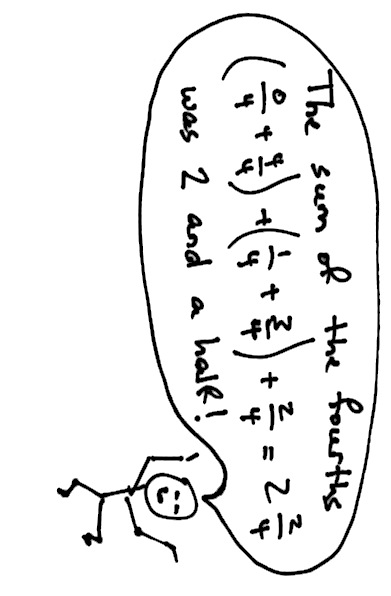 The sum of the fourths
(0/4 + 4/4) + (1/4 + 3/4) + 2/4 = 2 2/4
was 2 and a half!